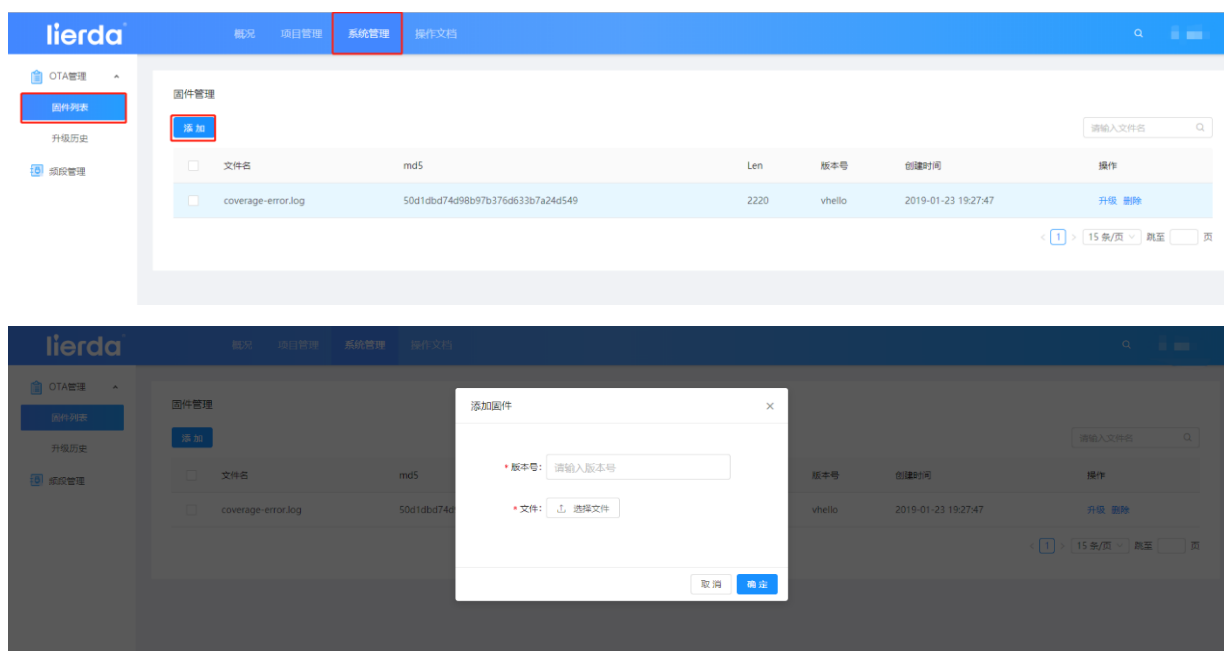 lierda
概况 项目管理 系统管理 操作文档
OTA管理
固件列表
升级历史
频段管理
固件管理
添加
请输入文件名
文件名 md5 Len 版本号 创建时间 操作
coverage-error.log 50d1dbd74d98b97b376d633b7a24d549 2220 vhello 2019-01-23 19:27:47 升级 删除
< 1 > 15 条/页 跳至 页
lierda
概况 项目管理 系统管理 操作文档
OTA管理
固件列表
升级历史
频段管理
固件管理
添加
请输入文件名
文件名 md5 版本号 创建时间 操作
coverage-error.log 50d1dbd74d vhello 2019-01-23 19:27:47 升级 删除
< 1 > 15 条/页 跳至 页
添加固件 ×
* 版本号: 请输入版本号
* 文件: 选择文件
取消 确定